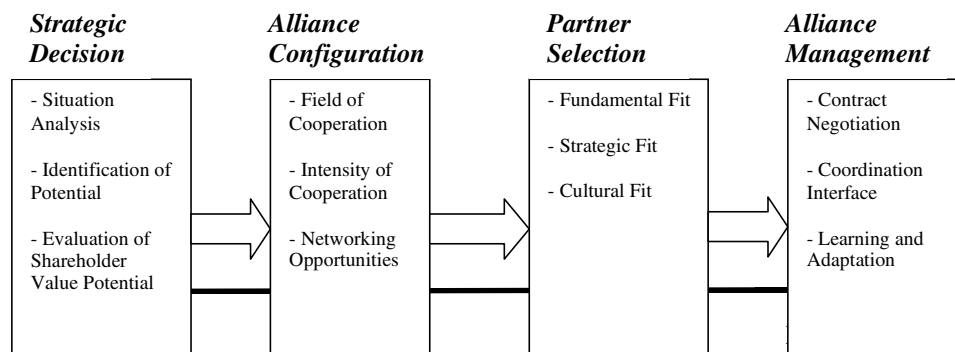 Strategic
Decision
- Situation
Analysis
- Identification of
Potential
- Evaluation of
Shareholder
Value Potential
Alliance
Configuration
- Field of
Cooperation
- Intensity of
Cooperation
- Networking
Opportunities
Partner
Selection
- Fundamental Fit
- Strategic Fit
- Cultural Fit
Alliance
Management
- Contract
Negotiation
- Coordination
Interface
- Learning and
Adaptation